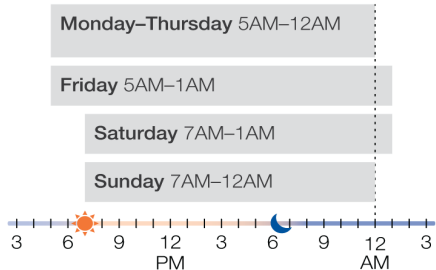 Monday–Thursday 5AM–12AM
Friday 5AM–1AM
Saturday 7AM–1AM
Sunday 7AM–12AM
3 6 9 12 3 6 9 12 3
PM AM